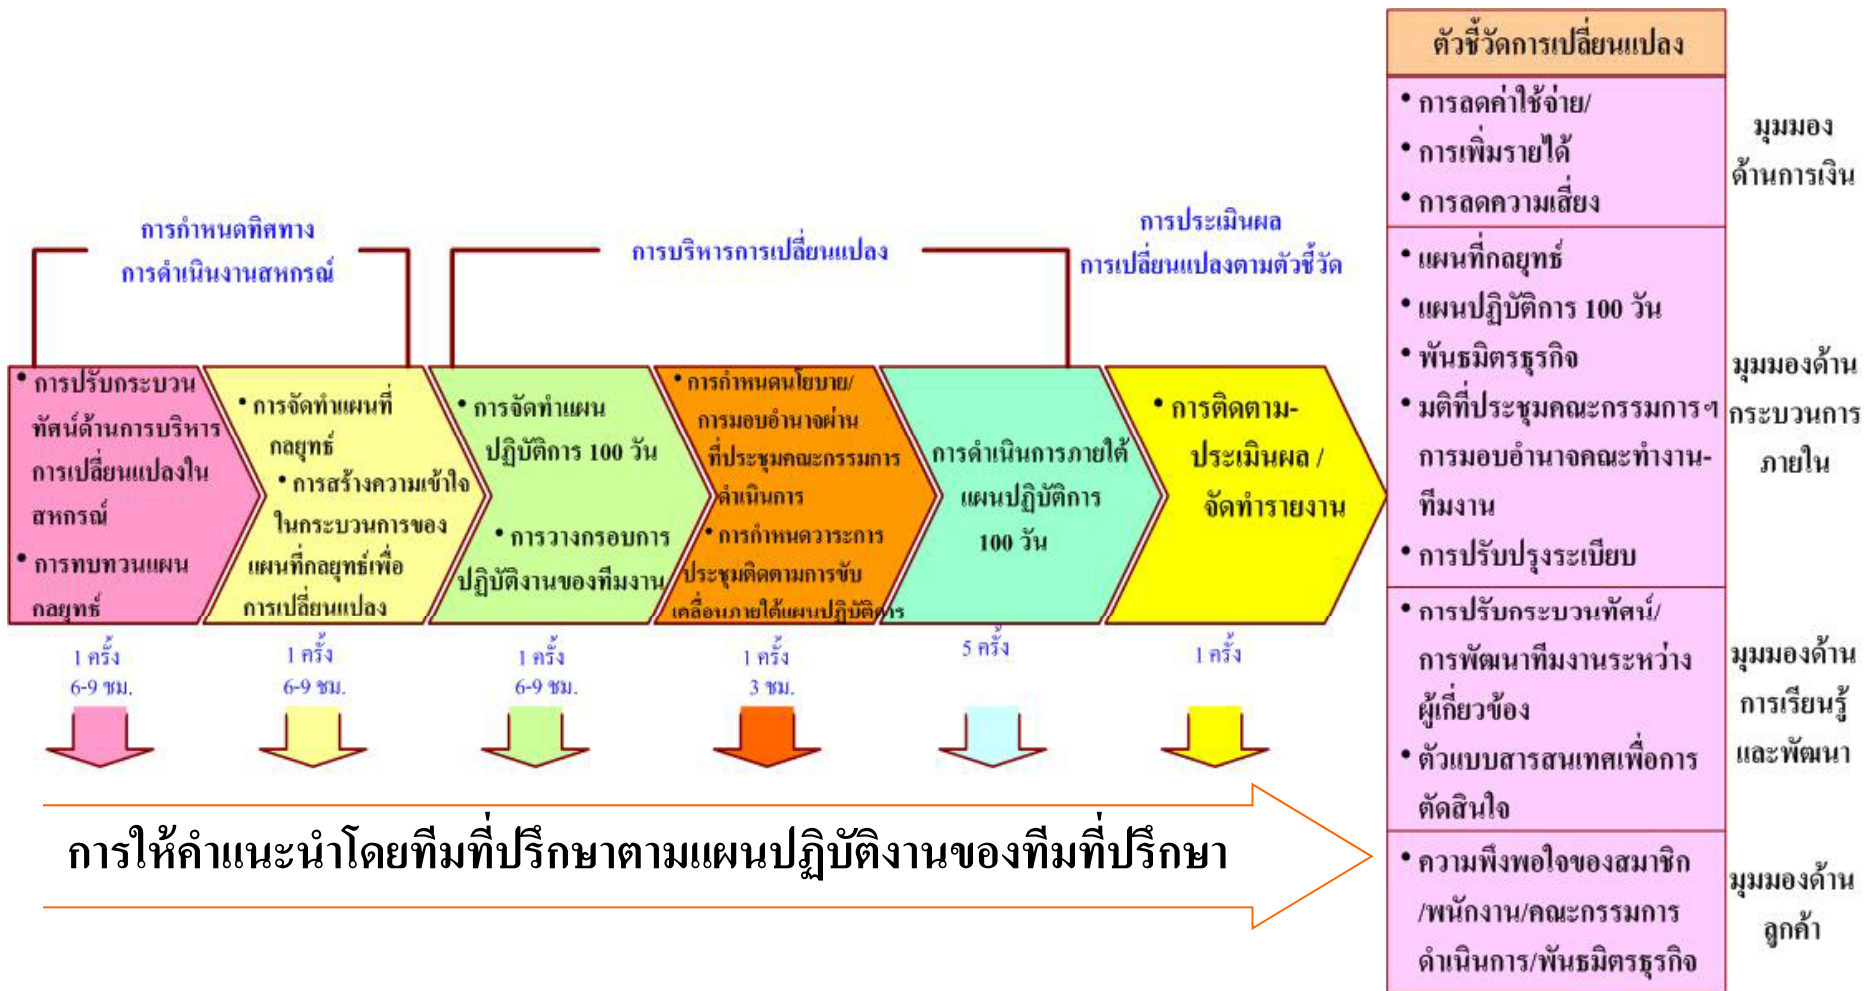 การกำหนดทิศทาง
การดำเนินงานสหกรณ์
การบริหารการเปลี่ยนแปลง
การประเมินผล
การเปลี่ยนแปลงตามตัวชี้วัด
• การปรับกระบวน
ทัศน์ด้านการบริหาร
การเปลี่ยนแปลงใน
สหกรณ์
• การทบทวนแผน
กลยุทธ์
• การจัดทำแผนที่
กลยุทธ์
• การสร้างความเข้าใจ
ในกระบวนการของ
แผนที่กลยุทธ์เพื่อ
การเปลี่ยนแปลง
• การจัดทำแผน
ปฏิบัติการ 100 วัน
• การวางกรอบการ
ปฏิบัติงานของทีมงาน
• การกำหนดนโยบาย/
การมอบอำนาจผ่าน
ที่ประชุมคณะกรรมการ
ดำเนินการ
• การกำหนดวาระการ
ประชุมติดตามการขับ
เคลื่อนภายใต้แผนปฏิบัติการ
การดำเนินการภายใต้
แผนปฏิบัติการ
100 วัน
• การติดตาม-
ประเมินผล /
จัดทำรายงาน
1 ครั้ง
6-9 ชม.
1 ครั้ง
6-9 ชม.
1 ครั้ง
6-9 ชม.
1 ครั้ง
3 ชม.
5 ครั้ง
1 ครั้ง
การให้คำแนะนำโดยทีมที่ปรึกษาตามแผนปฏิบัติงานของทีมที่ปรึกษา
ตัวชี้วัดการเปลี่ยนแปลง
• การลดค่าใช้จ่าย/
• การเพิ่มรายได้
• การลดความเสี่ยง
มุมมอง
ด้านการเงิน
• แผนที่กลยุทธ์
• แผนปฏิบัติการ 100 วัน
• พันธมิตรธุรกิจ
• มติที่ประชุมคณะกรรมการฯ
การมอบอำนาจคณะทำงาน-
ทีมงาน
• การปรับปรุงระเบียบ
มุมมองด้าน
กระบวนการ
ภายใน
• การปรับกระบวนทัศน์/
การพัฒนาทีมงานระหว่าง
ผู้เกี่ยวข้อง
• ตัวแบบสารสนเทศเพื่อการ
ตัดสินใจ
มุมมองด้าน
การเรียนรู้
และพัฒนา
• ความพึงพอใจของสมาชิก
/พนักงาน/คณะกรรมการ
ดำเนินการ/พันธมิตรธุรกิจ
มุมมองด้าน
ลูกค้า